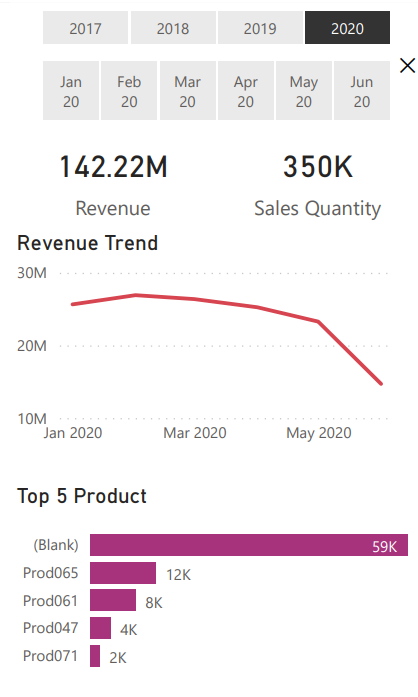 2017 2018 2019 2020
Jan Feb Mar Apr May Jun
20 20 20 20 20 20
142.22M 350K
Revenue Sales Quantity
Revenue Trend
30M
20M
10M
Jan 2020 Mar 2020 May 2020
Top 5 Product
(Blank) 59K
Prod065 12K
Prod061 8K
Prod047 4K
Prod071 2K